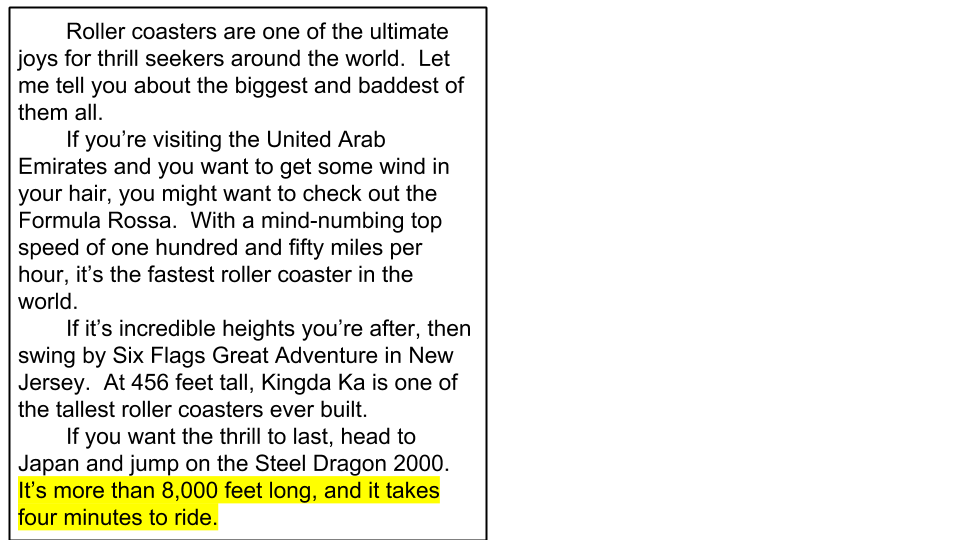 Roller coasters are one of the ultimate
joys for thrill seekers around the world.  Let
me tell you about the biggest and baddest of
them all.
If you’re visiting the United Arab
Emirates and you want to get some wind in
your hair, you might want to check out the
Formula Rossa.  With a mind-numbing top
speed of one hundred and fifty miles per
hour, it’s the fastest roller coaster in the
world.
If it’s incredible heights you’re after, then
swing by Six Flags Great Adventure in New
Jersey.  At 456 feet tall, Kingda Ka is one of
the tallest roller coasters ever built.
If you want the thrill to last, head to
Japan and jump on the Steel Dragon 2000.
It’s more than 8,000 feet long, and it takes
four minutes to ride.